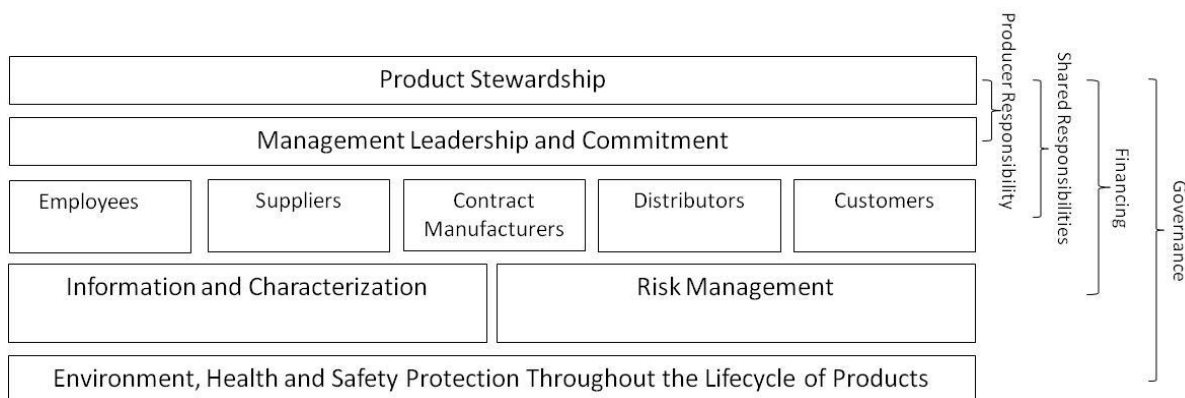 Product Stewardship
Management Leadership and Commitment
Employees
Suppliers
Contract
Manufacturers
Distributors
Customers
Information and Characterization
Risk Management
Environment, Health and Safety Protection Throughout the Lifecycle of Products
Producer Responsibility
Shared Responsibilities
Financing
Governance